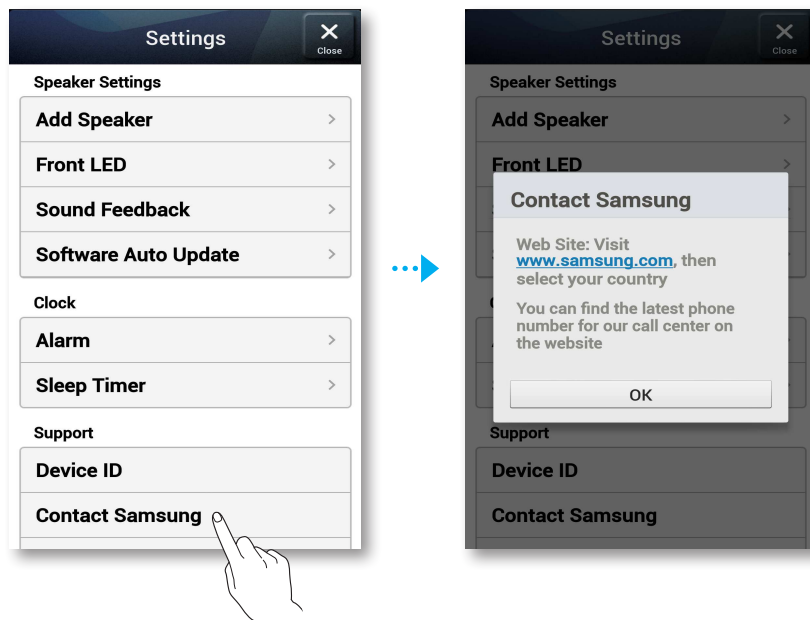 Settings
Close
Speaker Settings
Add Speaker
Front LED
Sound Feedback
Software Auto Update
Clock
Alarm
Sleep Timer
Support
Device ID
Contact Samsung
Settings
Close
Speaker Settings
Add Speaker
Front LED
Contact Samsung
Web Site: Visit
www.samsung.com, then
select your country
You can find the latest phone
number for our call center on
the website
OK
Support
Device ID
Contact Samsung